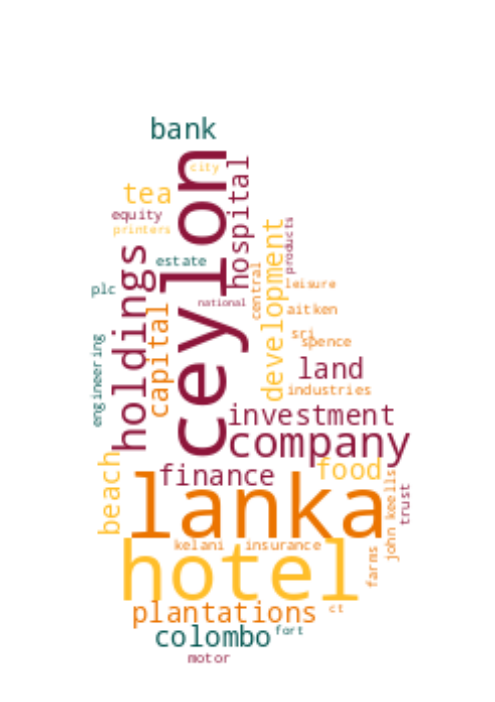 bank
city
ceylon
hospital
tea
equity
printers
estate
products
development
central
holdings
plc
leisure
national
aitken
capital
sri
spence
engineering
land
industries
investment
company
beach
finance
food
lanka
john keells
trust
kelani
insurance
hotel
farms
plantations
ct
colombo
fort
motor